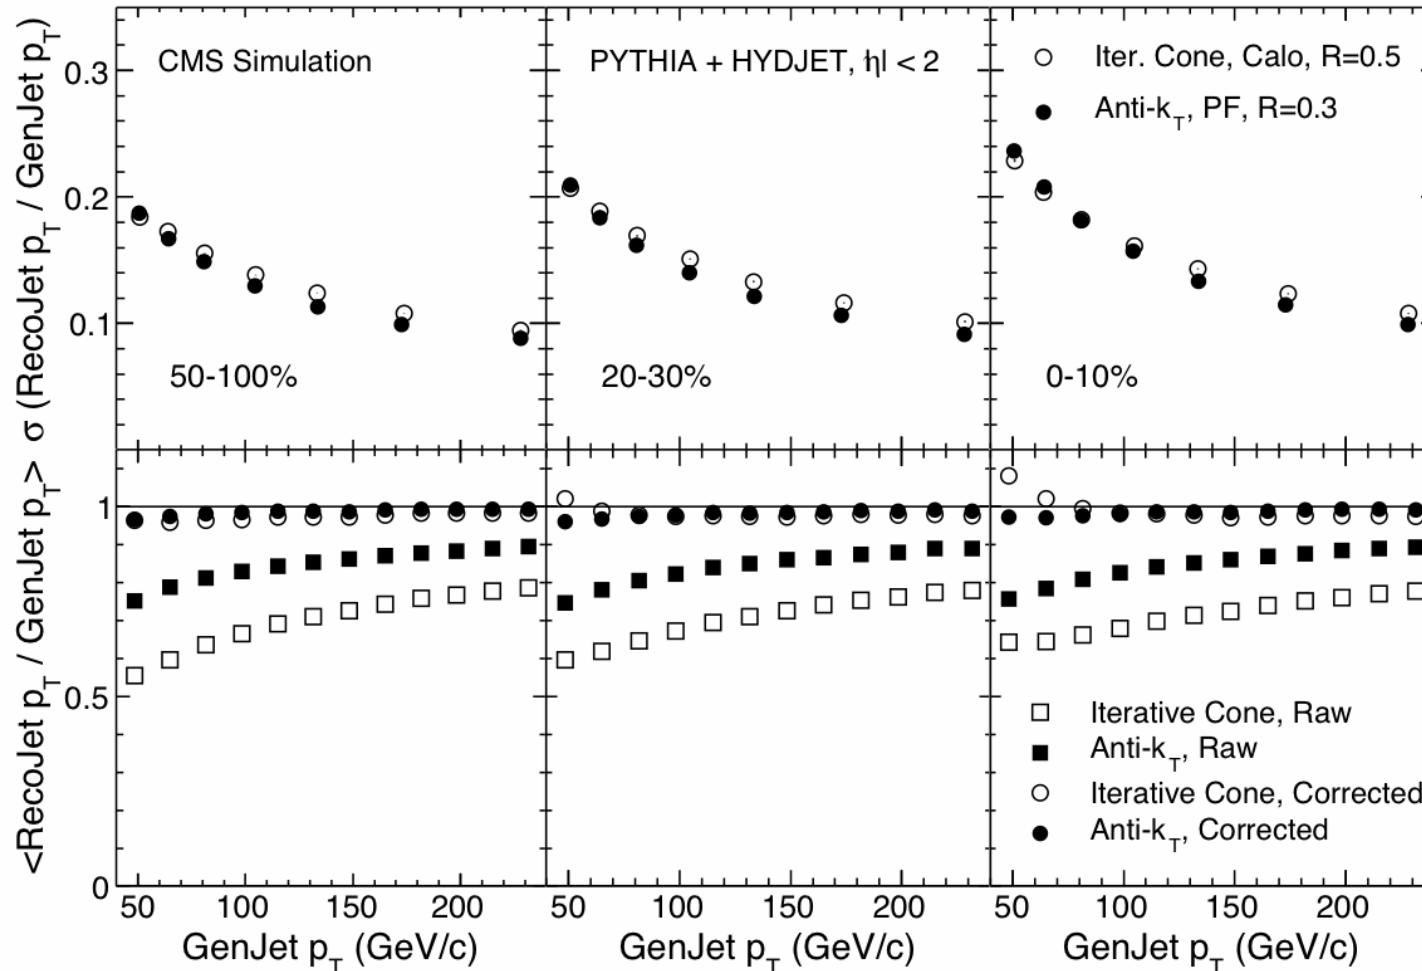 CMS Simulation
PYTHIA + HYDJET, |η| < 2
Iter. Cone, Calo, R=0.5
Anti-k_T, PF, R=0.3
σ (RecoJet p_T / GenJet p_T)
0.3
0.2
0.1
50-100%
20-30%
0-10%
<RecoJet p_T / GenJet p_T>
1
0.5
0
Iterative Cone, Raw
Anti-k_T, Raw
Iterative Cone, Corrected
Anti-k_T, Corrected
50 100 150 200
50 100 150 200
50 100 150 200
GenJet p_T (GeV/c)
GenJet p_T (GeV/c)
GenJet p_T (GeV/c)